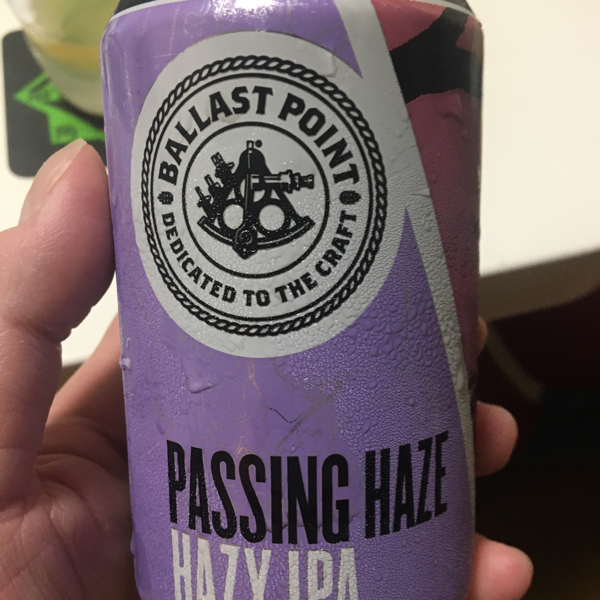 BALLAST POINT
DEDICATED TO THE CRAFT
PASSING HAZE
HAZY IPA